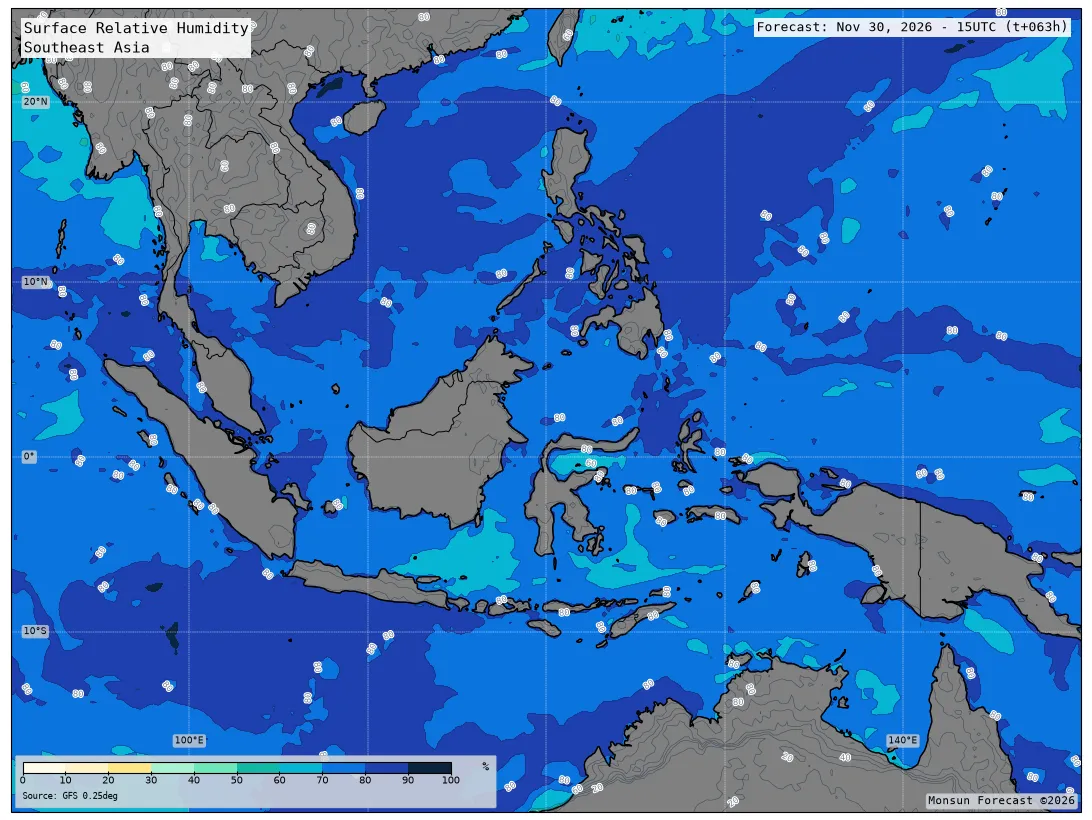 Surface Relative Humidity
Southeast Asia
Forecast: Nov 30, 2026 - 15UTC (t+063h)
20°N
10°N
0°
10°S
100°E
140°E
0 10 20 30 40 50 60 70 80 90 100
%
Source: GFS 0.25deg
Monsun Forecast ©2026